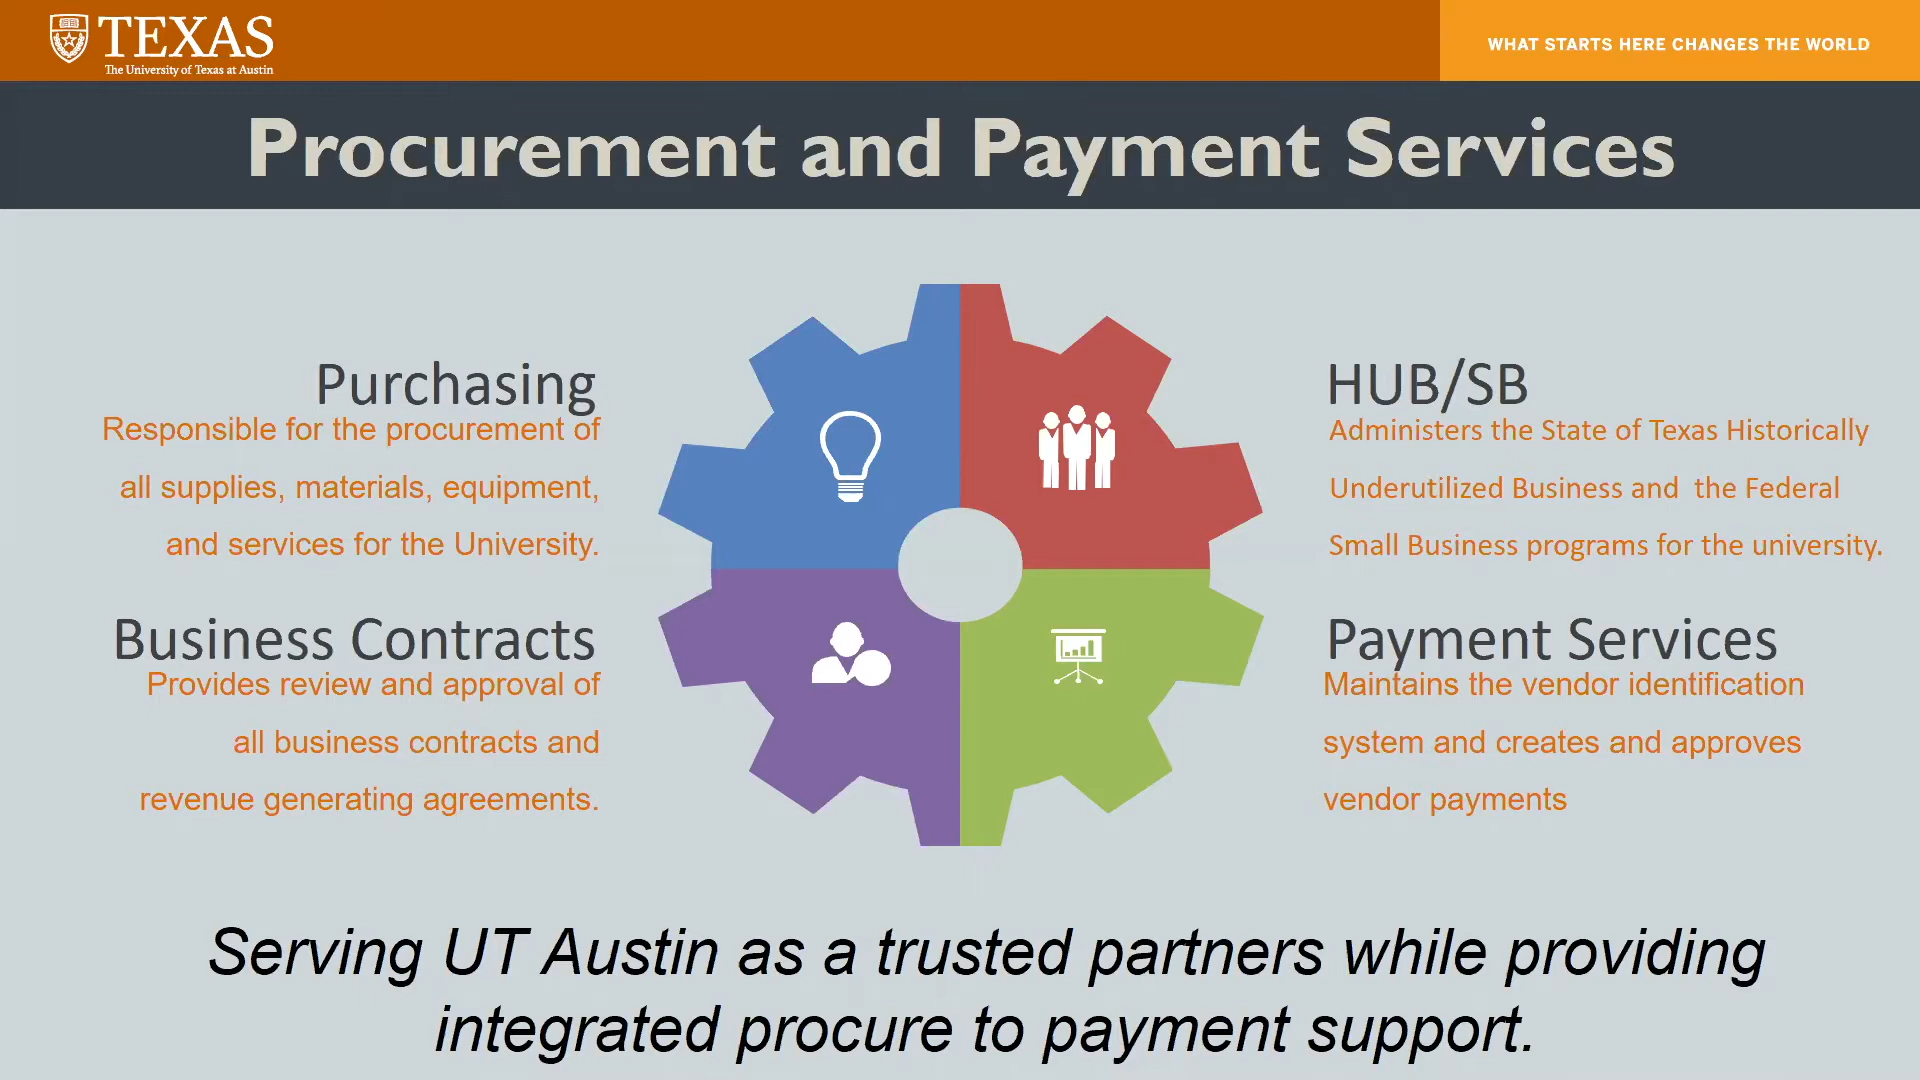 TEXAS
The University of Texas at Austin
WHAT STARTS HERE CHANGES THE WORLD
Procurement and Payment Services
Purchasing
Responsible for the procurement of
all supplies, materials, equipment,
and services for the University.
HUB/SB
Administers the State of Texas Historically
Underutilized Business and the Federal
Small Business programs for the university.
Business Contracts
Provides review and approval of
all business contracts and
revenue generating agreements.
Payment Services
Maintains the vendor identification
system and creates and approves
vendor payments
Serving UT Austin as a trusted partners while providing
integrated procure to payment support.